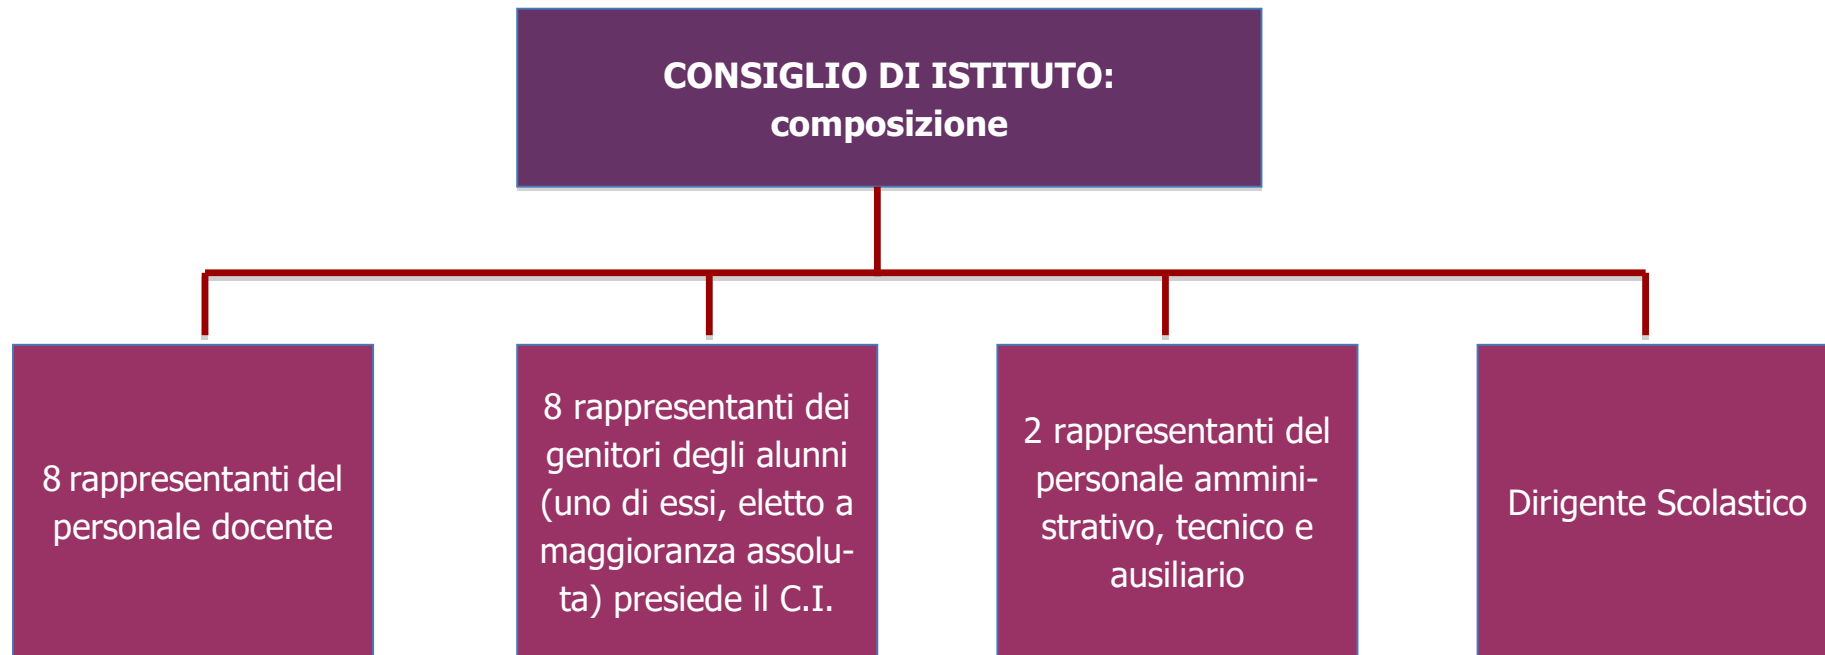 CONSIGLIO DI ISTITUTO:
composizione
8 rappresentanti del
personale docente
8 rappresentanti dei
genitori degli alunni
(uno di essi, eletto a
maggioranza assolu-
ta) presiede il C.I.
2 rappresentanti del
personale ammini-
strativo, tecnico e
ausiliario
Dirigente Scolastico